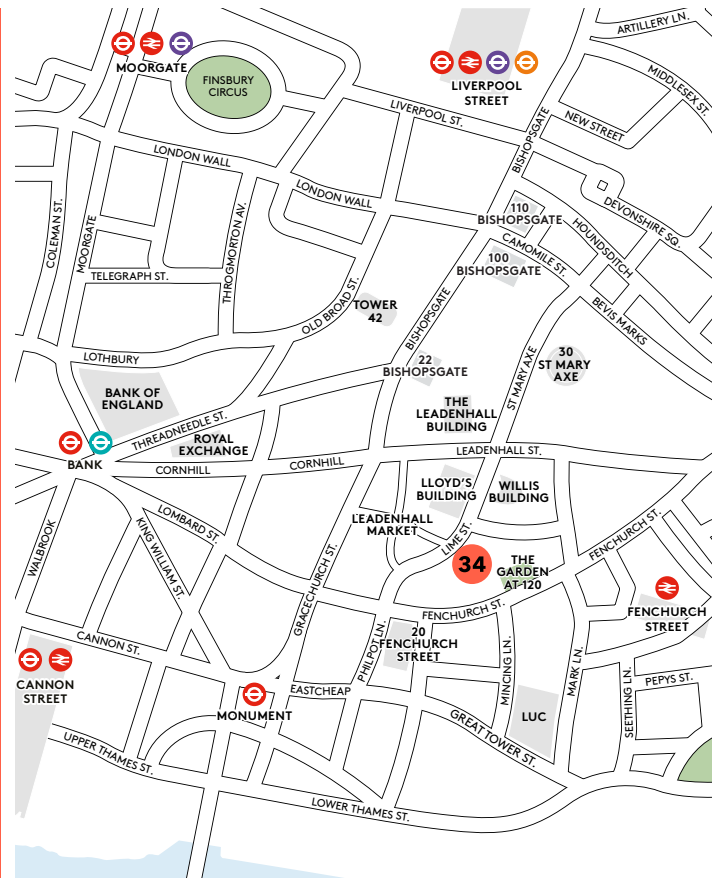 ARTILLERY LN.
MOORGATE
FINSBURY
CIRCUS
LIVERPOOL
STREET
MIDDLESEX ST.
LIVERPOOL ST.
NEW STREET
BISHOPSGATE
LONDON WALL
LONDON WALL
DEVONSHIRE SQ.
COLEMAN ST.
MOORGATE
THROGMORTON AV.
110
BISHOPSGATE
HOUNDSDITCH
CAMOMILE ST.
100
BISHOPSGATE
TELEGRAPH ST.
OLD BROAD ST.
TOWER
42
BISHOPSGATE
BEVIS MARKS
LOTHBURY
22
BISHOPSGATE
ST MARY AXE
30
ST MARY
AXE
BANK OF
ENGLAND
THE
LEADENHALL
BUILDING
THREADNEEDLE ST.
ROYAL
EXCHANGE
BANK
CORNHILL
CORNHILL
LEADENHALL ST.
LLOYD'S
BUILDING
WILLIS
BUILDING
LOMBARD ST.
KING WILLIAM ST.
WALBROOK
LEADENHALL
MARKET
LIME ST.
FENCHURCH ST.
34
THE
GARDEN
AT 120
GRACECHURCH ST.
FENCHURCH ST.
FENCHURCH
STREET
CANNON ST.
PHILPOT LN.
20
FENCHURCH
STREET
MINCING LN.
MARK LN.
SEETHING LN.
PEPYS ST.
CANNON
STREET
EASTCHEAP
MONUMENT
LUC
GREAT TOWER ST.
UPPER THAMES ST.
LOWER THAMES ST.